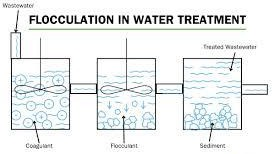 Wastewater
FLOCCULATION IN WATER TREATMENT
Treated Wastewater
Coagulant
Flocculant
Sediment